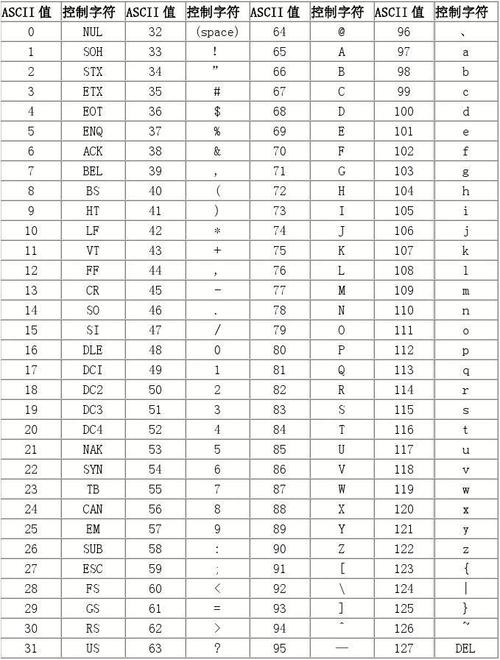 ASCII 值 控制字符 ASCII 值 控制字符 ASCII 值 控制字符 ASCII 值 控制字符
0 NUL 32 (space) 64 @ 96 、
1 SOH 33 ! 65 A 97 a
2 STX 34 ” 66 B 98 b
3 ETX 35 # 67 C 99 c
4 EOT 36 $ 68 D 100 d
5 ENQ 37 % 69 E 101 e
6 ACK 38 & 70 F 102 f
7 BEL 39 , 71 G 103 g
8 BS 40 ( 72 H 104 h
9 HT 41 ) 73 I 105 i
10 LF 42 * 74 J 106 j
11 VT 43 + 75 K 107 k
12 FF 44 , 76 L 108 l
13 CR 45 - 77 M 109 m
14 SO 46 . 78 N 110 n
15 SI 47 / 79 O 111 o
16 DLE 48 0 80 P 112 p
17 DCI 49 1 81 Q 113 q
18 DC2 50 2 82 R 114 r
19 DC3 51 3 83 S 115 s
20 DC4 52 4 84 T 116 t
21 NAK 53 5 85 U 117 u
22 SYN 54 6 86 V 118 v
23 TB 55 7 87 W 119 w
24 CAN 56 8 88 X 120 x
25 EM 57 9 89 Y 121 y
26 SUB 58 : 90 Z 122 z
27 ESC 59 ; 91 [ 123 {
28 FS 60 < 92 \ 124 |
29 GS 61 = 93 ] 125 }
30 RS 62 > 94 ^ 126 ~
31 US 63 ? 95 — 127 DEL